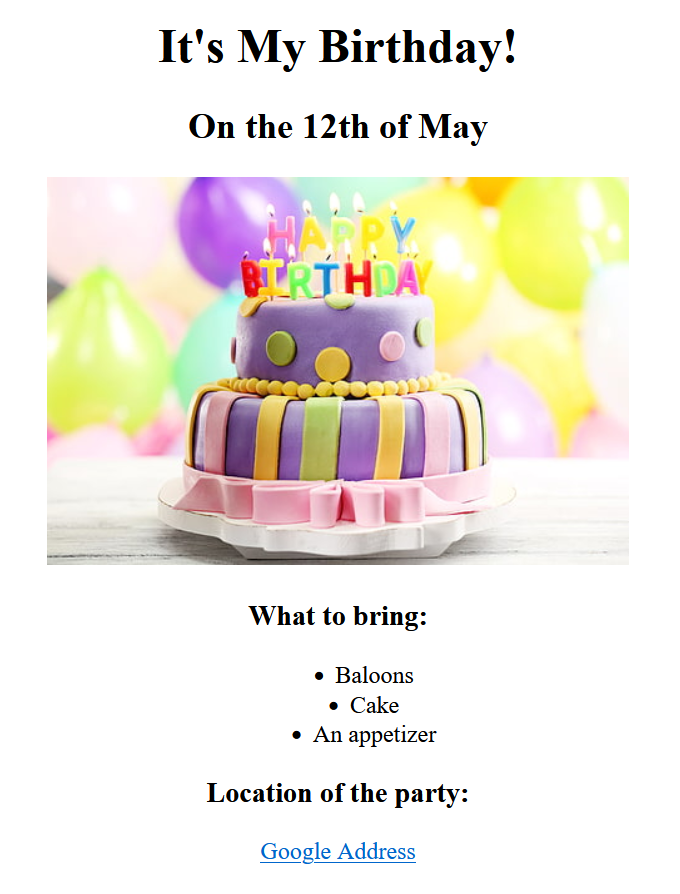 It's My Birthday!
On the 12th of May
HAPPY
BIRTHDAY
What to bring:
• Baloons
• Cake
• An appetizer
Location of the party:
Google Address